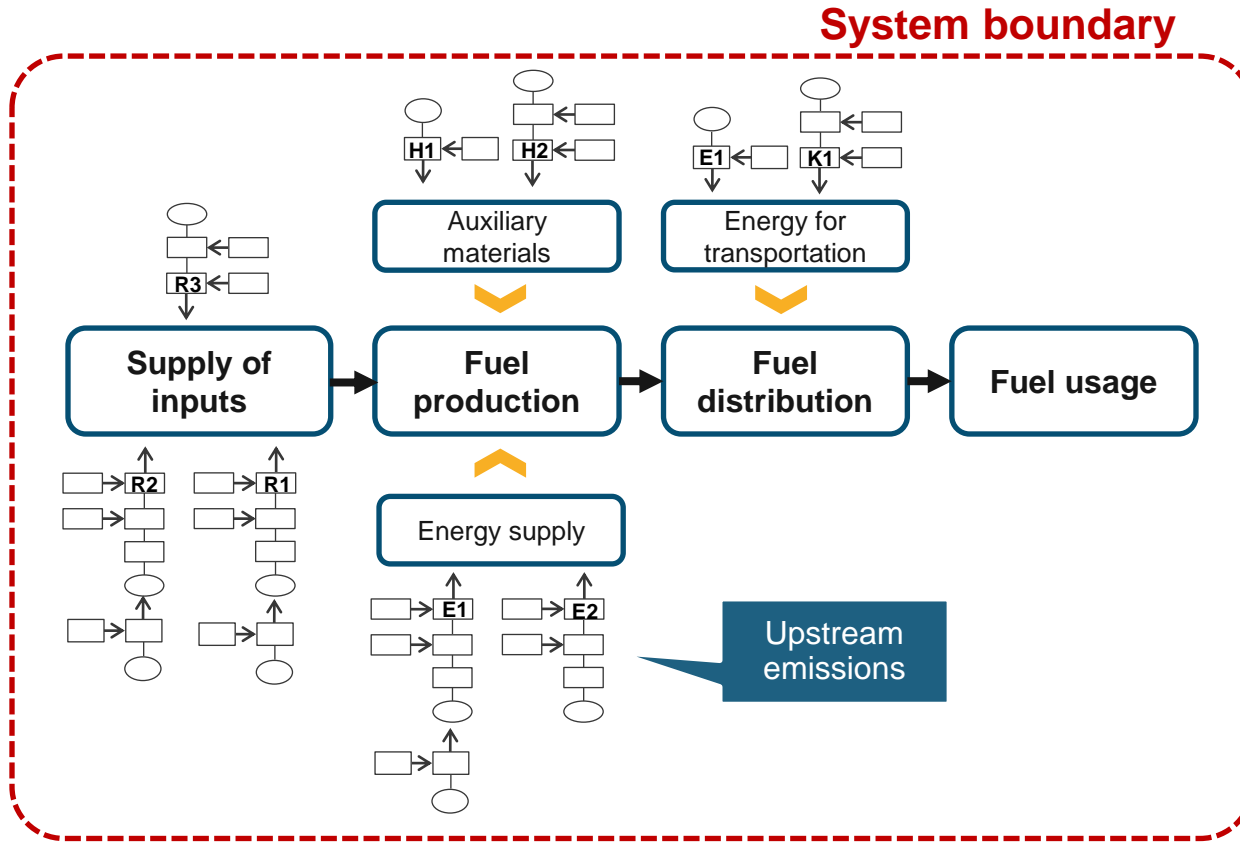 System boundary
H1
H2
E1
K1
Auxiliary
materials
Energy for
transportation
R3
Supply of
inputs
Fuel
production
Fuel
distribution
Fuel usage
R2
R1
Energy supply
E1
E2
Upstream
emissions